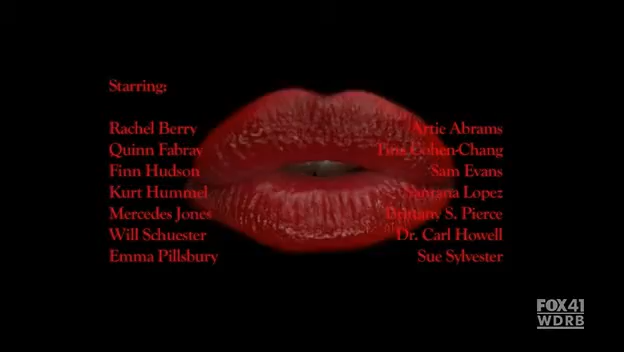 Starring:
Rachel Berry
Quinn Fabray
Finn Hudson
Kurt Hummel
Mercedes Jones
Will Schuester
Emma Pillsbury
Artie Abrams
Tina Cohen-Chang
Sam Evans
Santana Lopez
Brittany S. Pierce
Dr. Carl Howell
Sue Sylvester
FOX41
WDRB